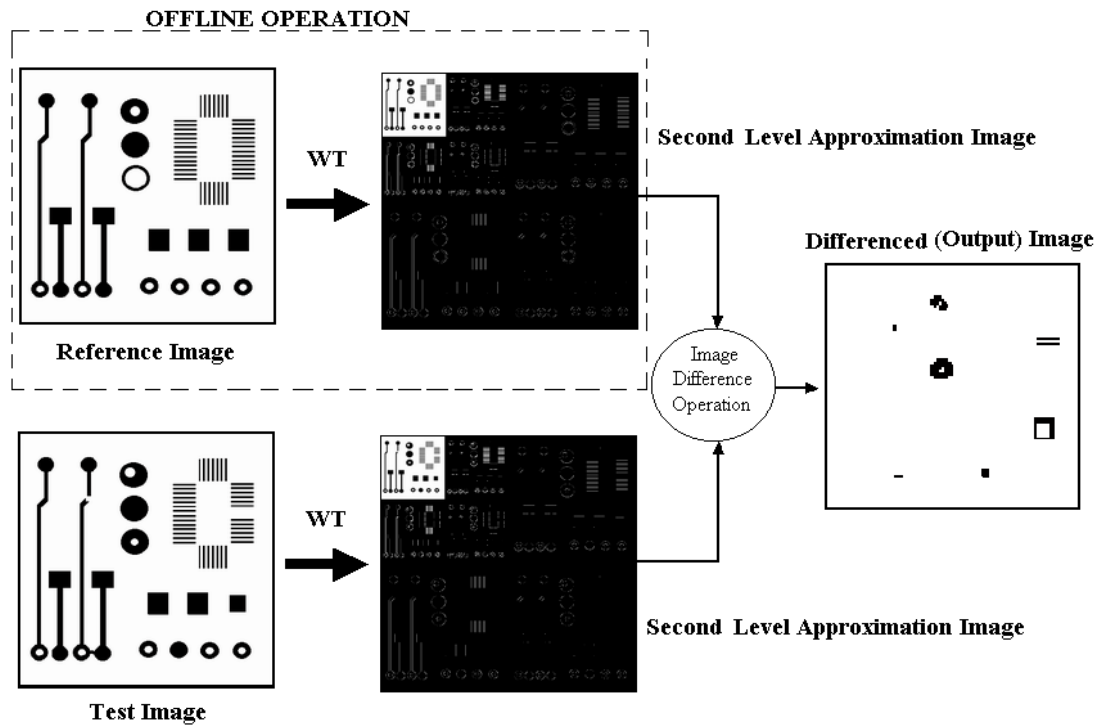 OFFLINE OPERATION
WT
Second Level Approximation Image
Differenced (Output) Image
Reference Image
Image
Difference
Operation
WT
Second Level Approximation Image
Test Image